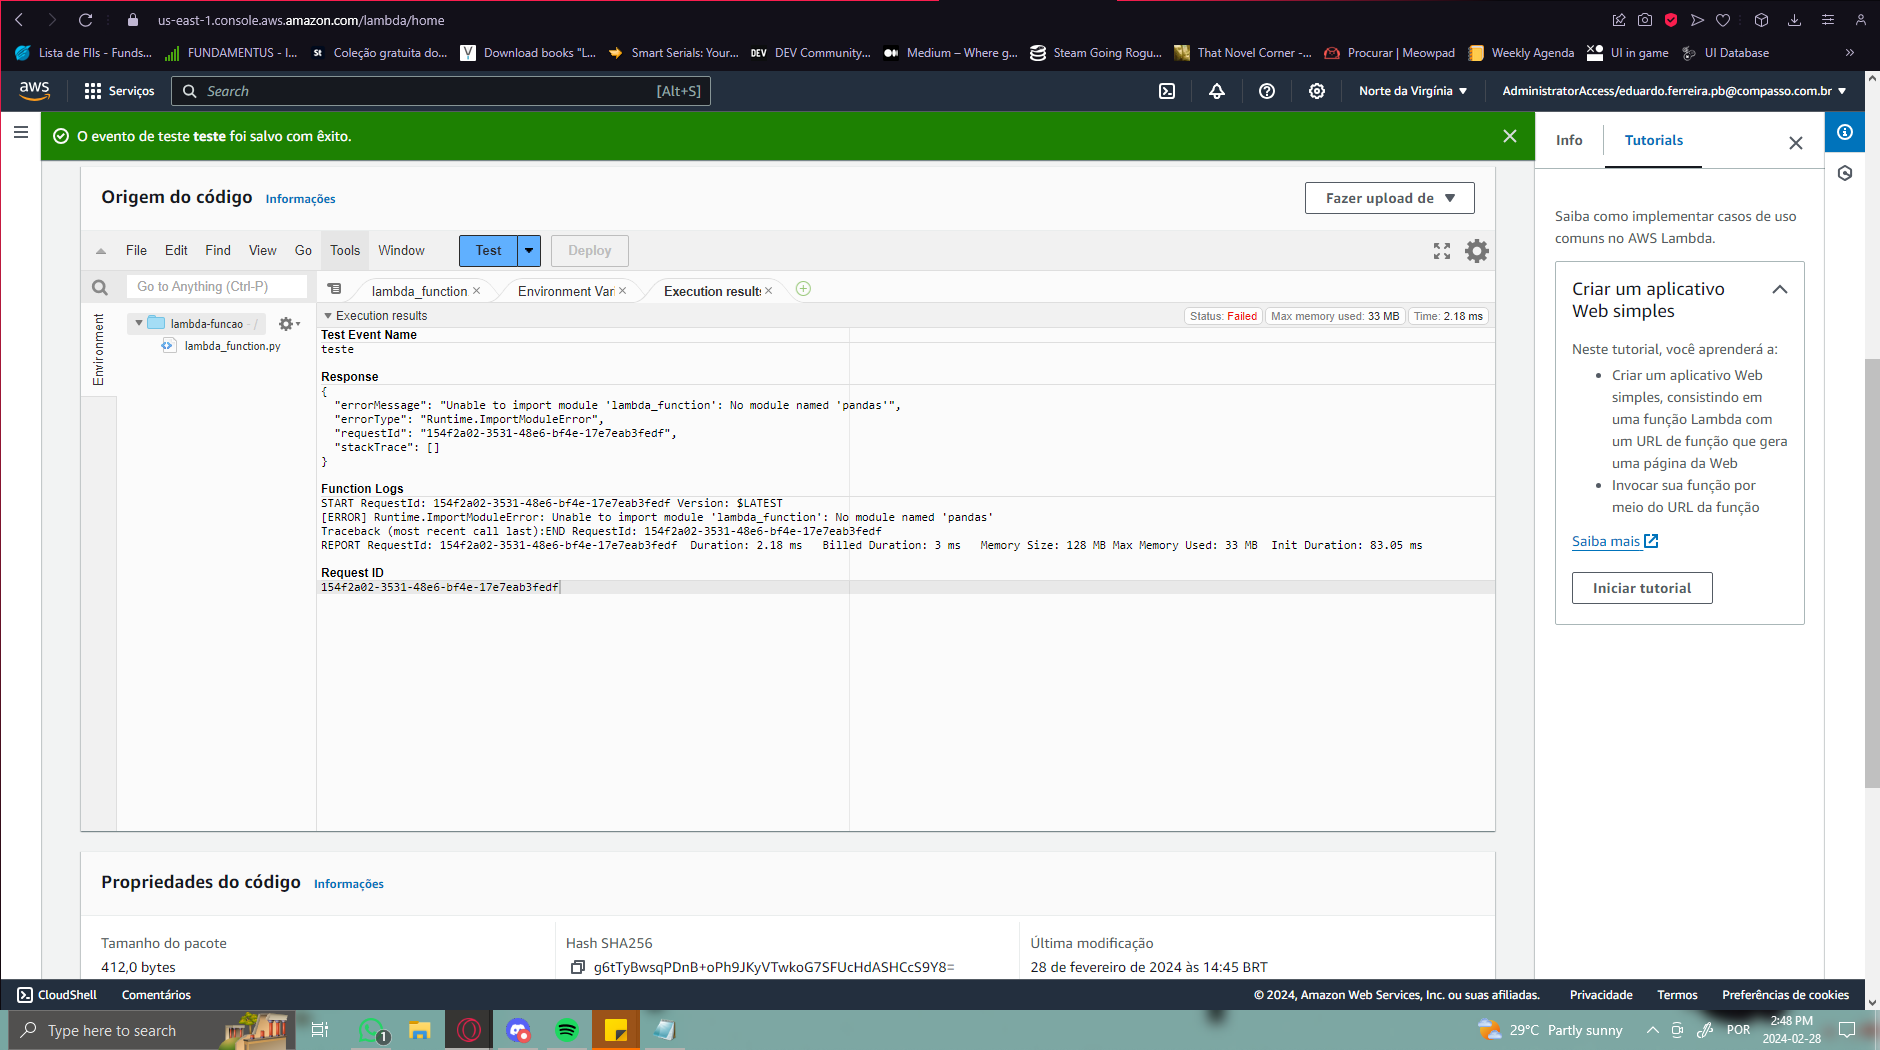 us-east-1.console.aws.amazon.com/lambda/home
Lista de FIIs - Funds...
FUNDAMENTUS - I...
St
Coleção gratuita do...
V
Download books "L...
Smart Serials: Your...
DEV
DEV Community...
Medium – Where g...
Steam Going Rogu...
That Novel Corner -...
Procurar | Meowpad
Weekly Agenda
UI in game
UI Database
»
aws
Serviços
Search
[Alt+S]
Norte da Virgínia
AdministratorAccess/eduardo.ferreira.pb@compasso.com.br
O evento de teste teste foi salvo com êxito.
Info
Tutorials
Origem do código
Informações
Fazer upload de
File Edit Find View Go Tools Window
Test
Deploy
Go to Anything (Ctrl-P)
lambda_function
Environment Vari
Execution results
Environment
lambda-funcao - /
lambda_function.py
Execution results
Status: Failed
Max memory used: 33 MB
Time: 2.18 ms
Test Event Name
teste
Response
{
"errorMessage": "Unable to import module 'lambda_function': No module named 'pandas'",
"errorType": "Runtime.ImportModuleError",
"requestId": "154f2a02-3531-48e6-bf4e-17e7eab3fedf",
"stackTrace": []
}
Function Logs
START RequestId: 154f2a02-3531-48e6-bf4e-17e7eab3fedf Version: $LATEST
[ERROR] Runtime.ImportModuleError: Unable to import module 'lambda_function': No module named 'pandas'
Traceback (most recent call last):END RequestId: 154f2a02-3531-48e6-bf4e-17e7eab3fedf
REPORT RequestId: 154f2a02-3531-48e6-bf4e-17e7eab3fedf Duration: 2.18 ms Billed Duration: 3 ms Memory Size: 128 MB Max Memory Used: 33 MB Init Duration: 83.05 ms
Request ID
154f2a02-3531-48e6-bf4e-17e7eab3fedf
Saiba como implementar casos de uso
comuns no AWS Lambda.
Criar um aplicativo
Web simples
Neste tutorial, você aprenderá a:
• Criar um aplicativo Web
simples, consistindo em
uma função Lambda com
um URL de função que gera
uma página da Web
• Invocar sua função por
meio do URL da função
Saiba mais
Iniciar tutorial
Propriedades do código
Informações
Tamanho do pacote
412,0 bytes
Hash SHA256
g6tTyBwsqPDnB+oPh9JKyVTwkoG7SFUcHdASHCcS9Y8=
Última modificação
28 de fevereiro de 2024 às 14:45 BRT
CloudShell
Comentários
© 2024, Amazon Web Services, Inc. ou suas afiliadas.
Privacidade
Termos
Preferências de cookies
Type here to search
1
29°C Partly sunny
POR
2:48 PM
2024-02-28